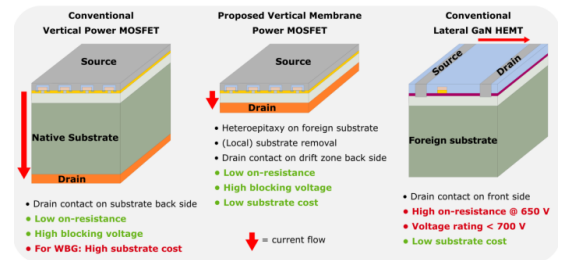 Conventional
Vertical Power MOSFET
Source
Native Substrate
Drain
• Drain contact on substrate back side
• Low on-resistance
• High blocking voltage
• For WBG: High substrate cost
Proposed Vertical Membrane
Power MOSFET
Source
Drain
• Heteroepitaxy on foreign substrate
• (Local) substrate removal
• Drain contact on drift zone back side
• Low on-resistance
• High blocking voltage
• Low substrate cost
= current flow
Conventional
Lateral GaN HEMT
Source
Drain
Foreign substrate
• Drain contact on front side
• High on-resistance @ 650 V
• Voltage rating < 700 V
• Low substrate cost